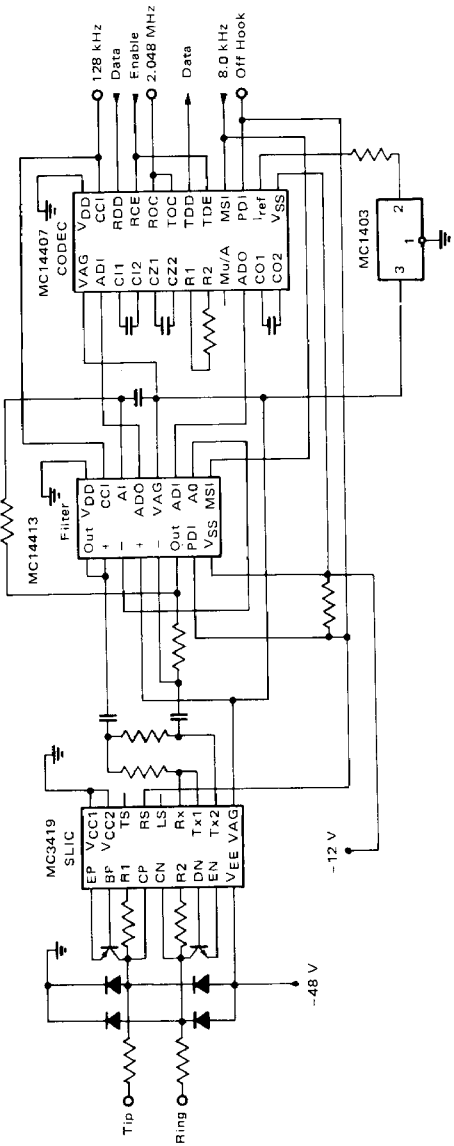 Tip
Ring
−48 V
MC3419
SLIC
EP VCC1
BP VCC2
R1 TS
CP RS
CN LS
R2 Rx
DN Tx1
EN Tx2
VEE VAG
−12 V
MC14413
Filter
Out VDD
+ CCI
− AI
+ ADO
− VAG
Out ADI
PDI A0
VSS MSI
MC14407
CODEC
VAG VDD
ADI CCI
CI1 RDD
CI2 RCE
CZ1 ROC
CZ2 TOC
R1 TDD
R2 TDE
Mu/A MSI
ADO PDI
CO1 Iref
CO2 VSS
MC1403
3 1 2
128 kHz
Data
Enable
2.048 MHz
Data
8.0 kHz
Off Hook